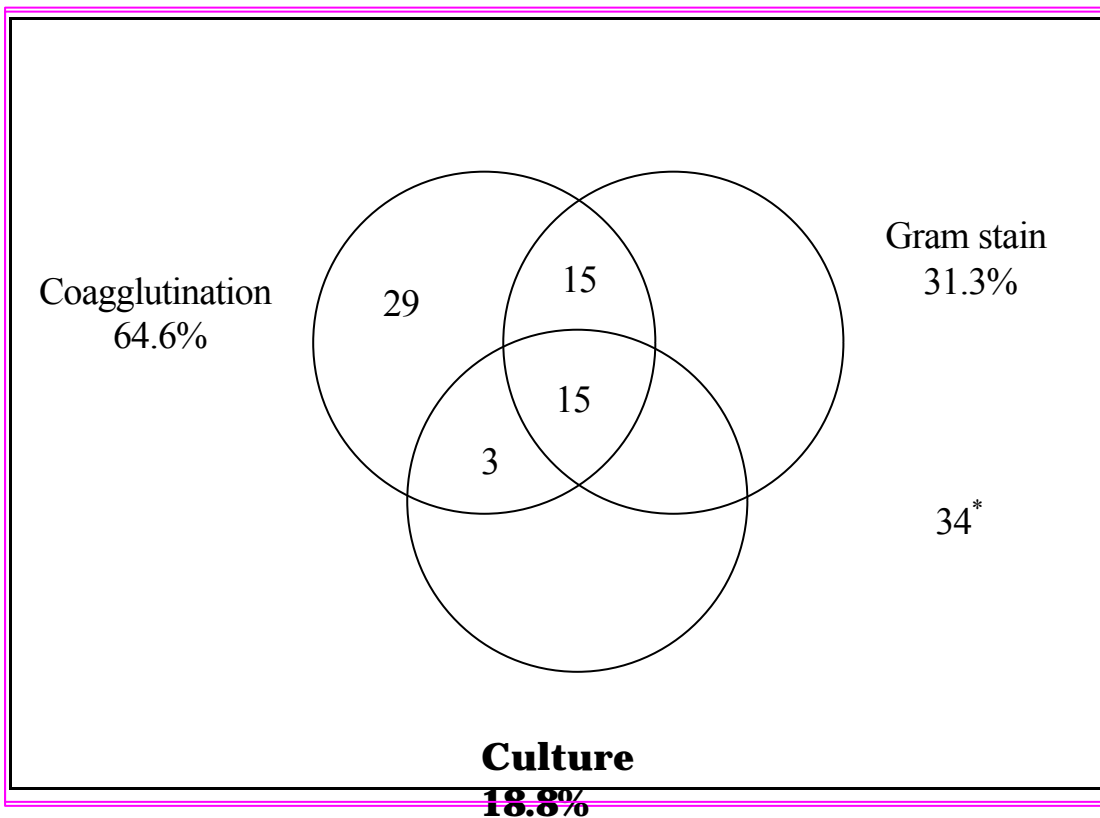 Coagglutination
64.6%
29
15
Gram stain
31.3%
15
3
34*
Culture
18.8%